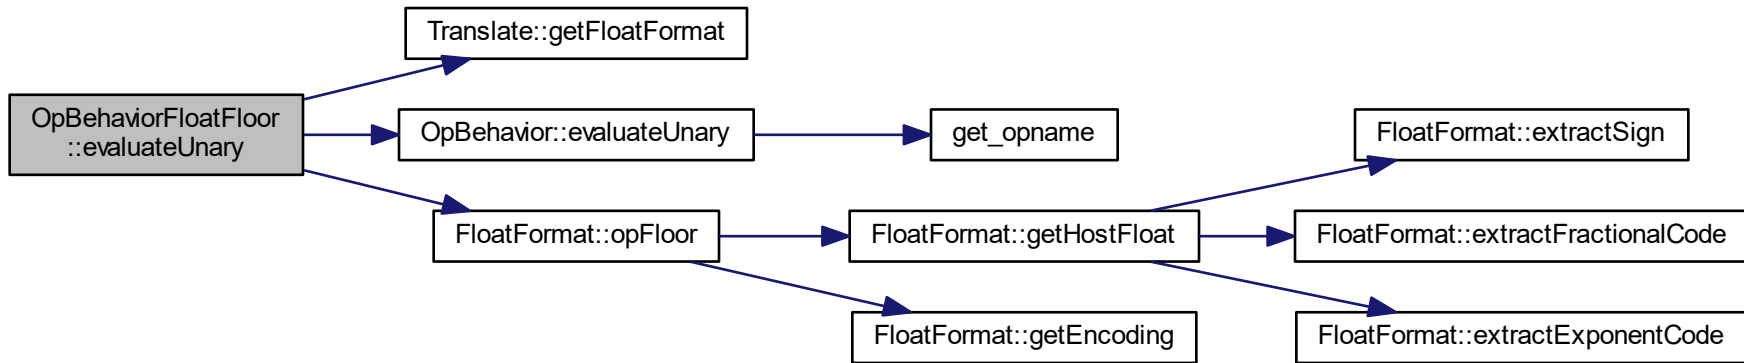 Translate::getFloatFormat
OpBehaviorFloatFloor
::evaluateUnary
OpBehavior::evaluateUnary
get_opname
FloatFormat::extractSign
FloatFormat::opFloor
FloatFormat::getHostFloat
FloatFormat::extractFractionalCode
FloatFormat::getEncoding
FloatFormat::extractExponentCode